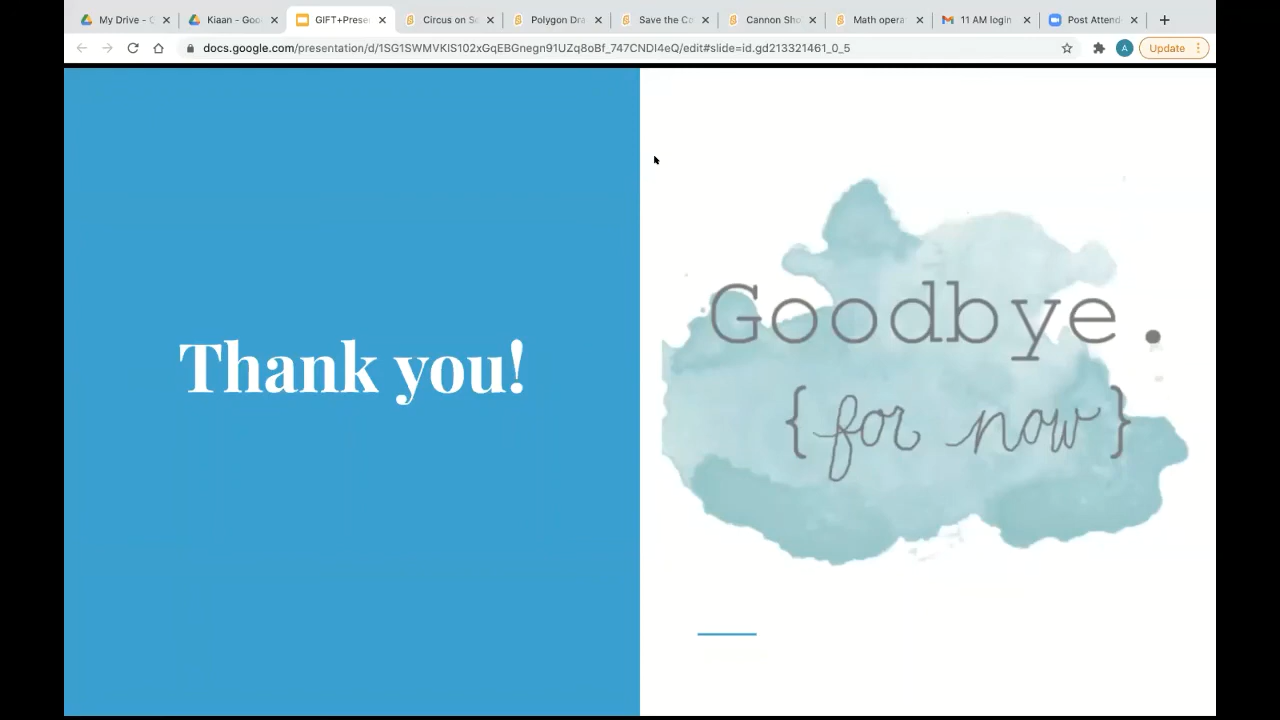 My Drive - G
Kiaan - Goo
GIFT+Prese
Circus on S
Polygon Dra
Save the Co
Cannon Sho
Math opera
11 AM login
Post Attend
docs.google.com/presentation/d/1SG1SWMVKIS102xGqEBGnegn91UZq8oBf_747CNDI4eQ/edit#slide=id.gd213321461_0_5
A
Update
Thank you!
Goodbye.
{for now}